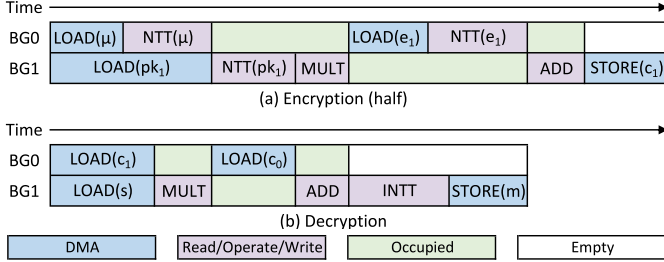 Time
BG0 LOAD(μ) NTT(μ) LOAD(e₁) NTT(e₁)
BG1 LOAD(pk₁) NTT(pk₁) MULT ADD STORE(c₁)
(a) Encryption (half)
Time
BG0 LOAD(c₁) LOAD(c₀)
BG1 LOAD(s) MULT ADD INTT STORE(m)
(b) Decryption
DMA Read/Operate/Write Occupied Empty